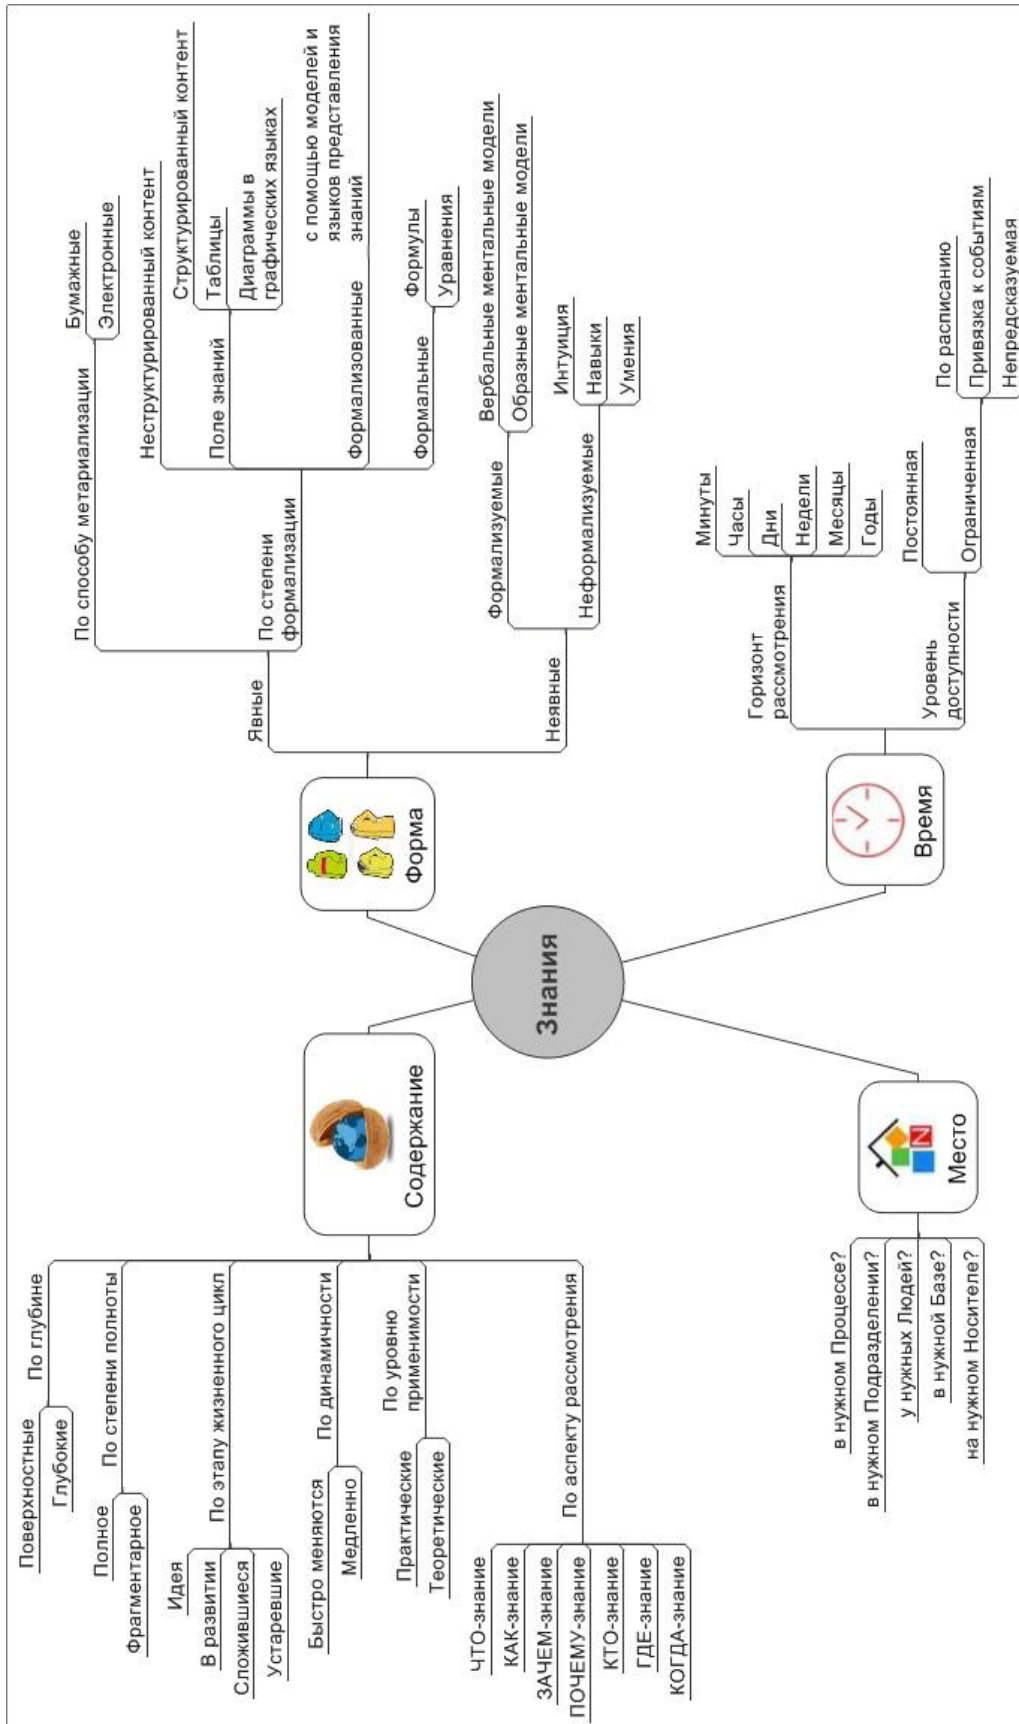 Знания
Содержание
По глубине
Поверхностные
Глубокие
По степени полноты
Полное
Фрагментарное
По этапу жизненного цикл
Идея
В развитии
Сложившиеся
Устаревшие
По динамичности
Быстро меняются
Медленно
По уровню
применимости
Практические
Теоретические
По аспекту рассмотрения
ЧТО-знание
КАК-знание
ЗАЧЕМ-знание
ПОЧЕМУ-знание
КТО-знание
ГДЕ-знание
КОГДА-знание
Форма
Явные
По способу метариализации
Бумажные
Электронные
По степени
формализации
Неструктурированный контент
Поле знаний
Структурированный контент
Таблицы
Диаграммы в
графических языках
Формализованные
с помощью моделей и
языков представления
знаний
Формальные
Формулы
Уравнения
Неявные
Формализуемые
Вербальные ментальные модели
Образные ментальные модели
Неформализуемые
Интуиция
Навыки
Умения
Место
N
в нужном Процессе?
в нужном Подразделении?
у нужных Людей?
в нужной Базе?
на нужном Носителе?
Время
Горизонт
рассмотрения
Минуты
Часы
Дни
Недели
Месяцы
Годы
Уровень
доступности
Постоянная
Ограниченная
По расписанию
Привязка к событиям
Непредсказуемая